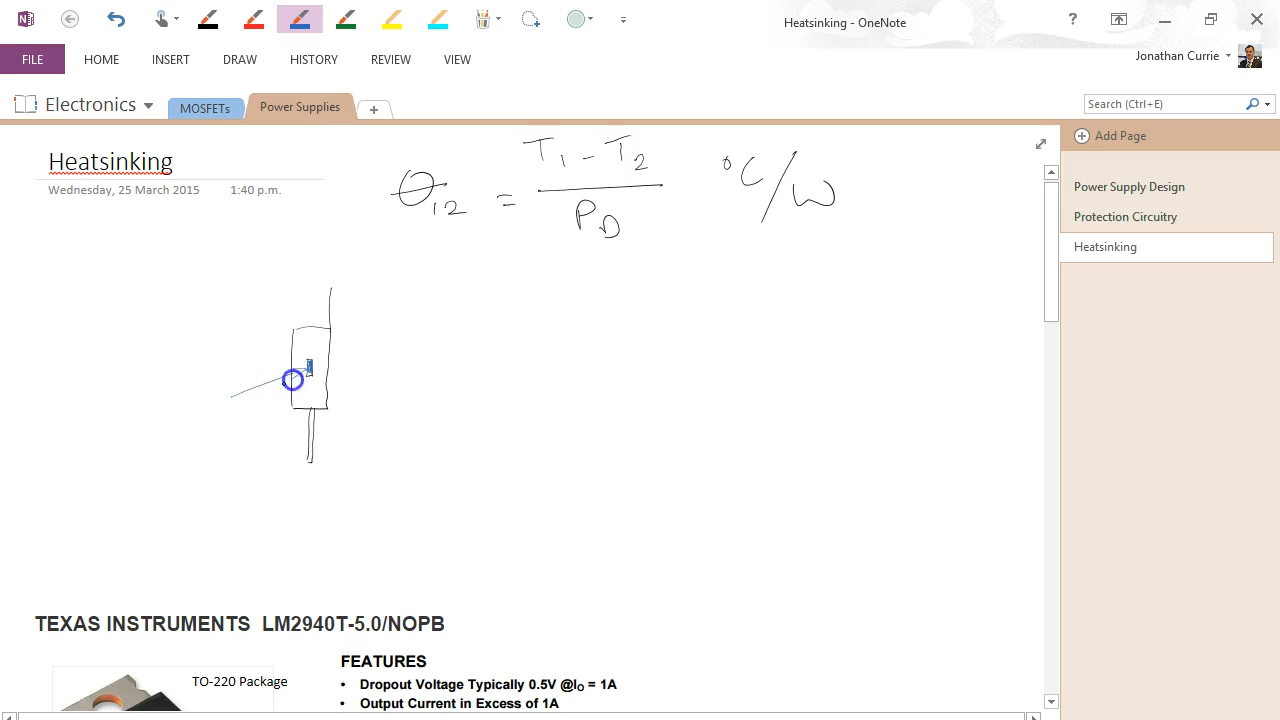 Heatsinking - OneNote
?
FILE
HOME
INSERT
DRAW
HISTORY
REVIEW
VIEW
Jonathan Currie
Electronics
MOSFETs
Power Supplies
+
Search (Ctrl+E)
Add Page
Power Supply Design
Protection Circuitry
Heatsinking
Heatsinking
Wednesday, 25 March 2015 1:40 p.m.
θ12 = T1 - T2 / PD °C/W
TEXAS INSTRUMENTS LM2940T-5.0/NOPB
TO-220 Package
FEATURES
• Dropout Voltage Typically 0.5V @IO = 1A
• Output Current in Excess of 1A